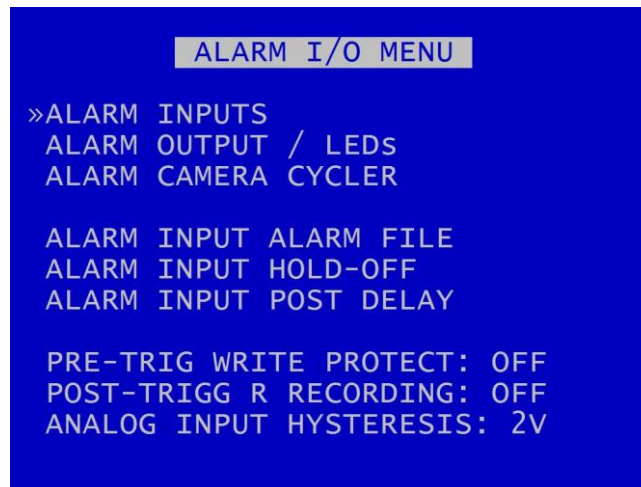 ALARM I/O MENU
»ALARM INPUTS
ALARM OUTPUT / LEDs
ALARM CAMERA CYCLER
ALARM INPUT ALARM FILE
ALARM INPUT HOLD-OFF
ALARM INPUT POST DELAY
PRE-TRIG WRITE PROTECT: OFF
POST-TRIGG R RECORDING: OFF
ANALOG INPUT HYSTERESIS: 2V